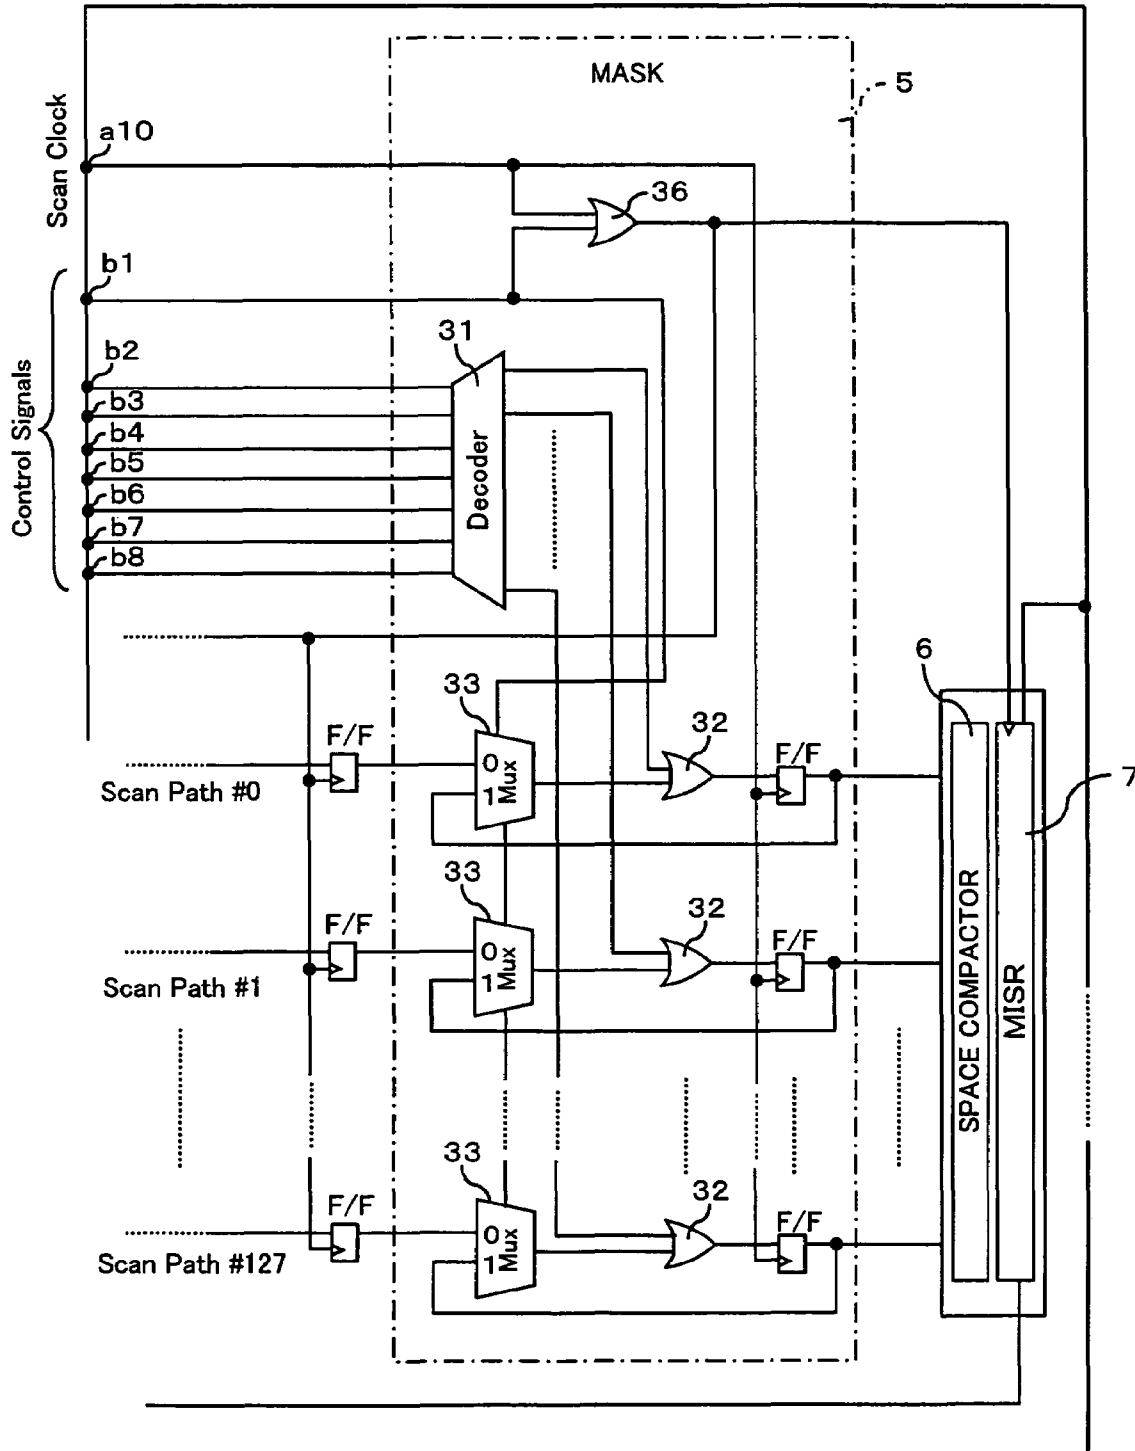 MASK
5
Scan Clock
a10
36
b1
Control Signals
31
b2
b3
b4
b5
b6
b7
b8
Decoder
6
33
32
F/F
0
1
Mux
F/F
Scan Path #0
7
33
32
F/F
0
1
Mux
F/F
Scan Path #1
SPACE COMPACTOR
MISR
33
32
F/F
0
1
Mux
F/F
Scan Path #127